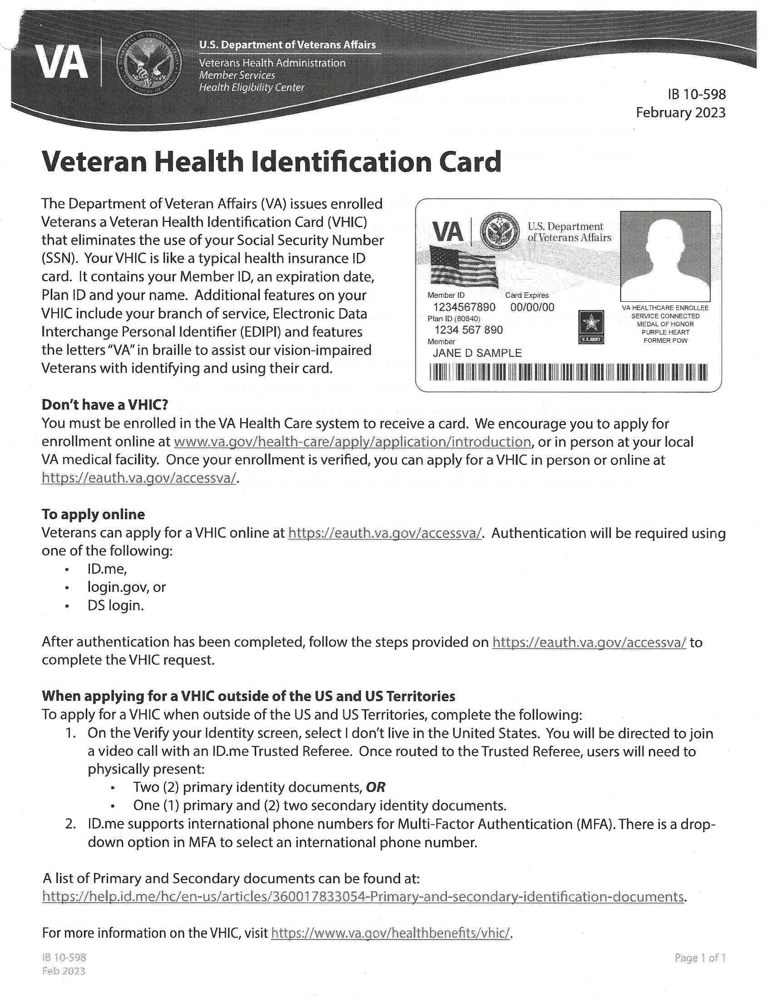 VA
U.S. Department of Veterans Affairs
Veterans Health Administration
Member Services
Health Eligibility Center
IB 10-598
February 2023
Veteran Health Identification Card
The Department of Veteran Affairs (VA) issues enrolled
Veterans a Veteran Health Identification Card (VHIC)
that eliminates the use of your Social Security Number
(SSN).  Your VHIC is like a typical health insurance ID
card.  It contains your Member ID, an expiration date,
Plan ID and your name.  Additional features on your
VHIC include your branch of service, Electronic Data
Interchange Personal Identifier (EDIPI) and features
the letters “VA” in braille to assist our vision-impaired
Veterans with identifying and using their card.
VA
U.S. Department
of Veterans Affairs
Member ID
Card Expires
1234567890
00/00/00
Plan ID (80840)
1234 567 890
Member
JANE D SAMPLE
U.S.ARMY
VA HEALTHCARE ENROLLEE
SERVICE CONNECTED
MEDAL OF HONOR
PURPLE HEART
FORMER POW
Don’t have a VHIC?
You must be enrolled in the VA Health Care system to receive a card.  We encourage you to apply for
enrollment online at www.va.gov/health-care/apply/application/introduction, or in person at your local
VA medical facility.  Once your enrollment is verified, you can apply for a VHIC in person or online at
https://eauth.va.gov/accessva/.
To apply online
Veterans can apply for a VHIC online at https://eauth.va.gov/accessva/.  Authentication will be required using
one of the following:
• ID.me,
• login.gov, or
• DS login.
After authentication has been completed, follow the steps provided on https://eauth.va.gov/accessva/ to
complete the VHIC request.
When applying for a VHIC outside of the US and US Territories
To apply for a VHIC when outside of the US and US Territories, complete the following:
1. On the Verify your Identity screen, select I don’t live in the United States.  You will be directed to join
a video call with an ID.me Trusted Referee.  Once routed to the Trusted Referee, users will need to
physically present:
• Two (2) primary identity documents, OR
• One (1) primary and (2) two secondary identity documents.
2. ID.me supports international phone numbers for Multi-Factor Authentication (MFA). There is a drop-
down option in MFA to select an international phone number.
A list of Primary and Secondary documents can be found at:
https://help.id.me/hc/en-us/articles/360017833054-Primary-and-secondary-identification-documents.
For more information on the VHIC, visit https://www.va.gov/healthbenefits/vhic/.
IB 10-598
Feb 2023
Page 1 of 1